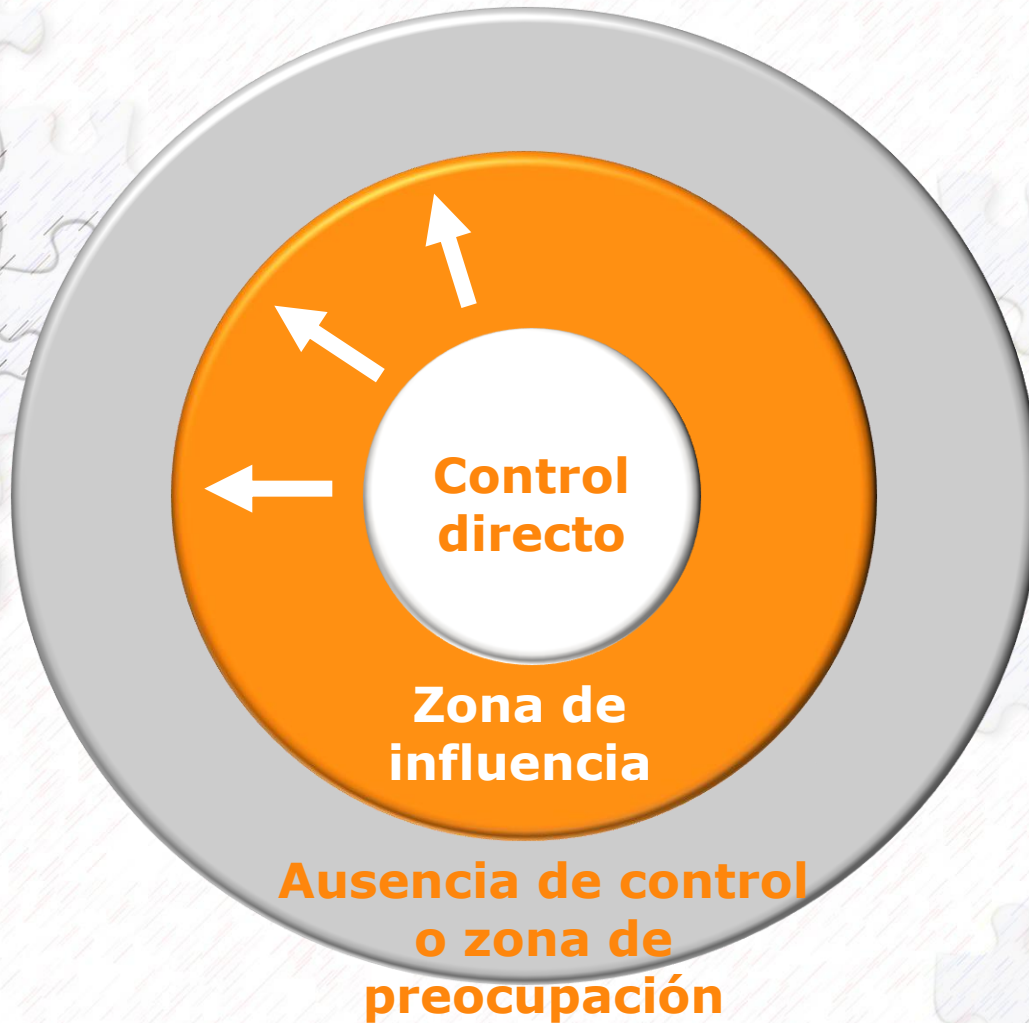 Control
directo
Zona de
influencia
Ausencia de control
o zona de
preocupación